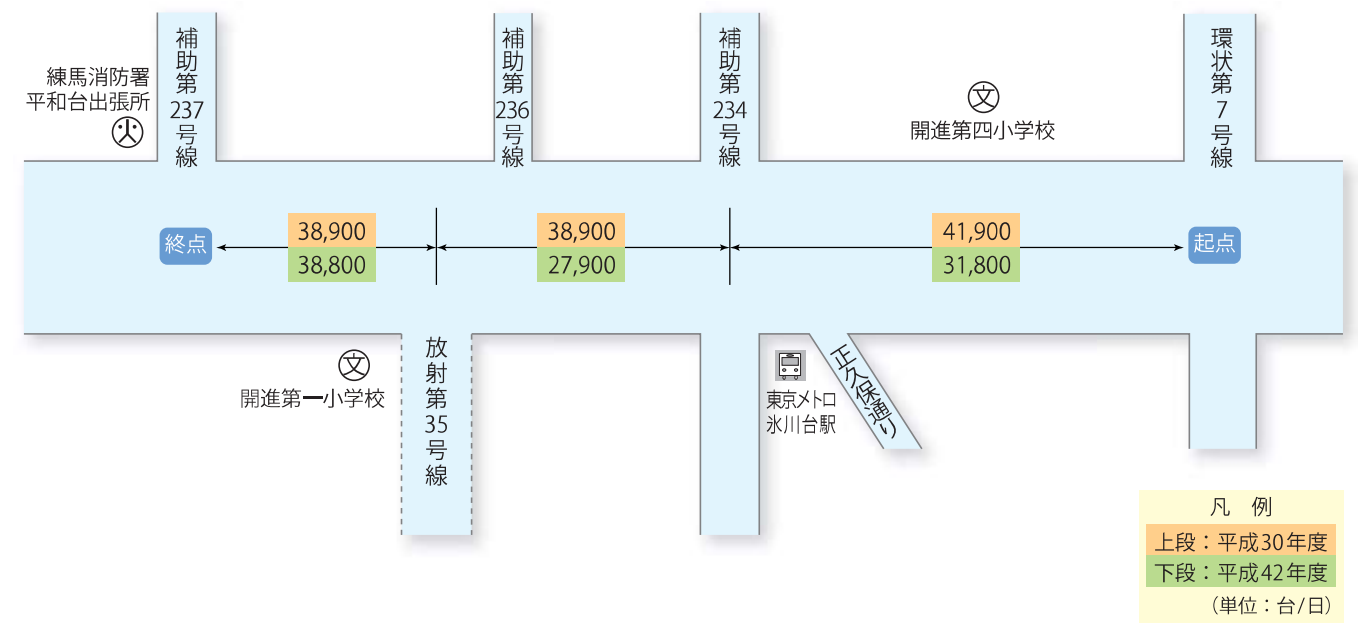 補助第237号線
補助第236号線
補助第234号線
環状第7号線
練馬消防署
平和台出張所
文
開進第四小学校
終点
38,900
38,800
38,900
27,900
41,900
31,800
起点
文
開進第一小学校
放射第35号線
東京メトロ
氷川台駅
正久保通り
凡 例
上段：平成30年度
下段：平成42年度
（単位：台/日）